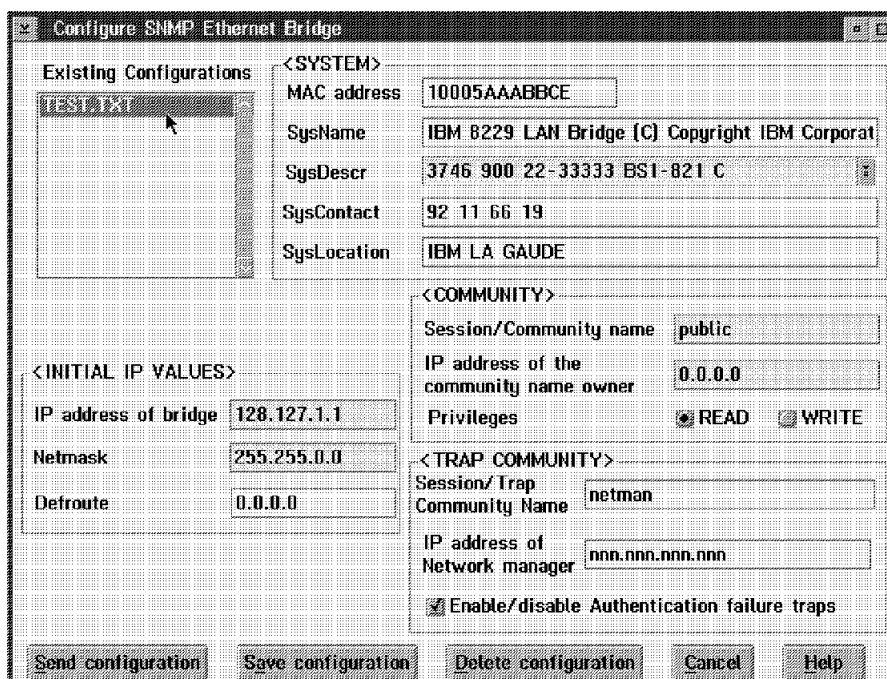 Configure SNMP Ethernet Bridge
Existing Configurations
TEST.TXT
<SYSTEM>
MAC address 10005AAABBCE
SysName IBM 8229 LAN Bridge (C) Copyright IBM Corporat
SysDescr 3746 900 22-33333 BS1-821 C
SysContact 92 11 66 19
SysLocation IBM LA GAUDE
<COMMUNITY>
Session/Community name public
IP address of the
community name owner 0.0.0.0
Privileges READ WRITE
<INITIAL IP VALUES>
IP address of bridge 128.127.1.1
Netmask 255.255.0.0
Defroute 0.0.0.0
<TRAP COMMUNITY>
Session/Trap
Community Name netman
IP address of
Network manager nnn.nnn.nnn.nnn
Enable/disable Authentication failure traps
Send configuration Save configuration Delete configuration Cancel Help